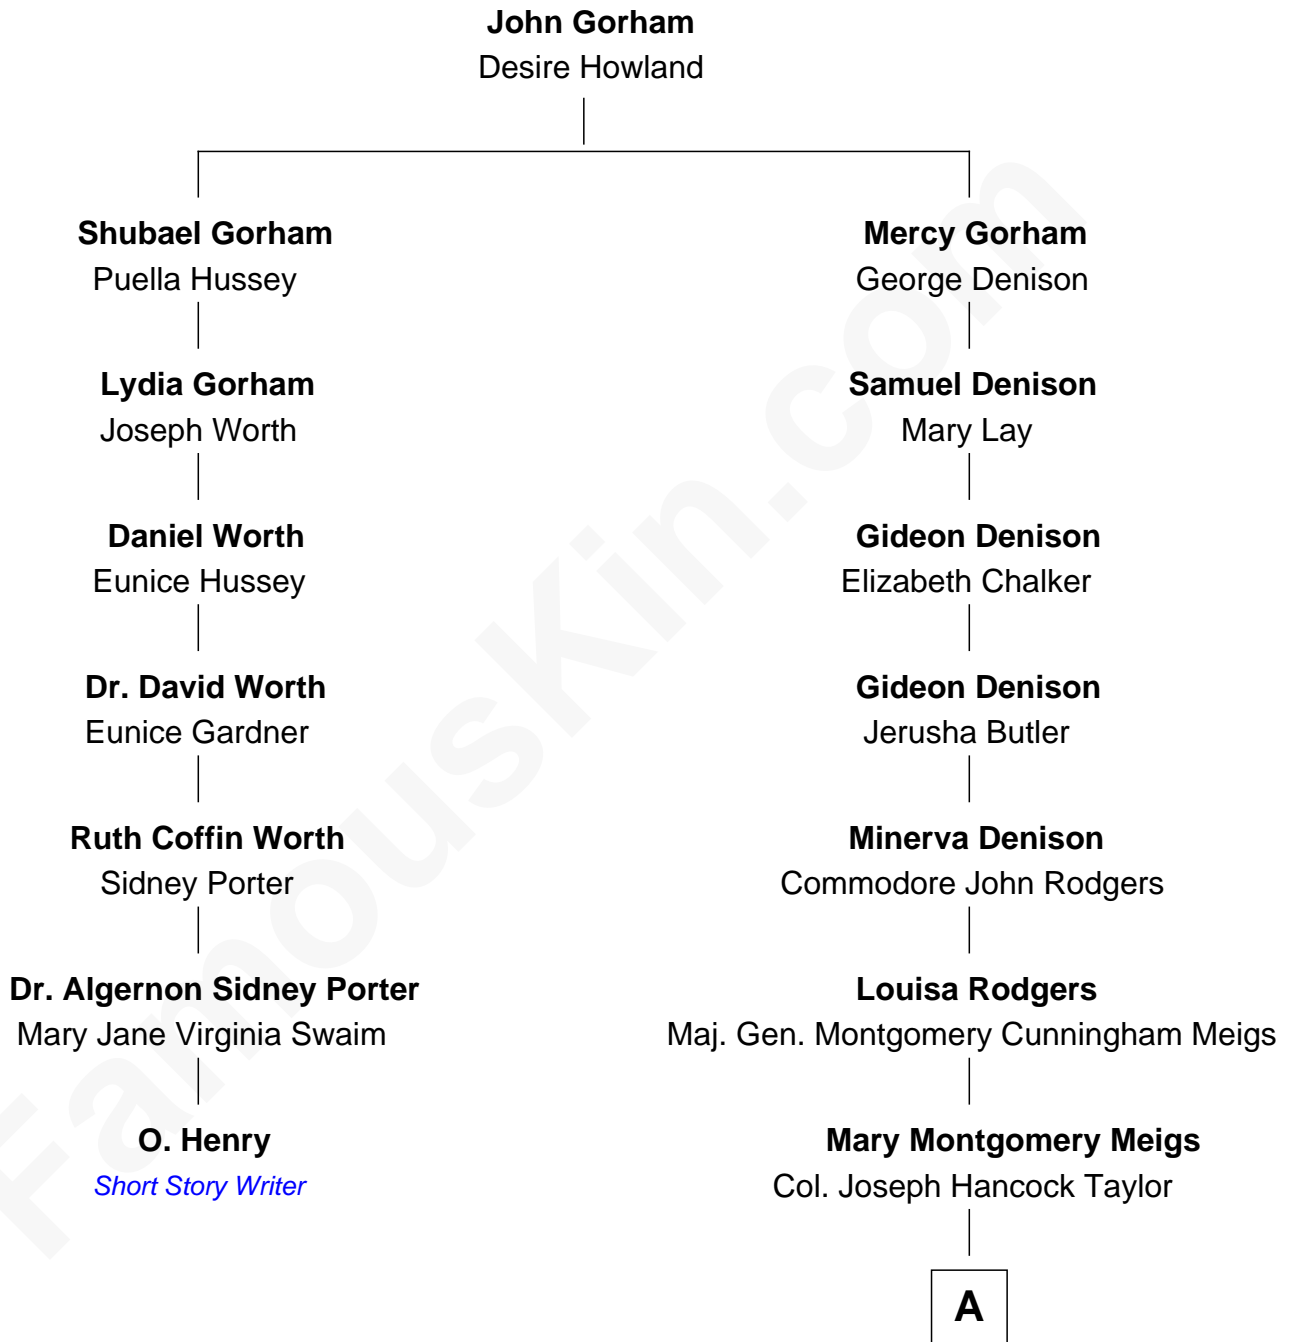 John Gorham
Desire Howland
Shubael Gorham
Puella Hussey
Mercy Gorham
George Denison
Lydia Gorham
Joseph Worth
Samuel Denison
Mary Lay
Daniel Worth
Eunice Hussey
Gideon Denison
Elizabeth Chalker
Dr. David Worth
Eunice Gardner
Gideon Denison
Jerusha Butler
Ruth Coffin Worth
Sidney Porter
Minerva Denison
Commodore John Rodgers
Dr. Algernon Sidney Porter
Mary Jane Virginia Swaim
Louisa Rodgers
Maj. Gen. Montgomery Cunningham Meigs
O. Henry
Short Story Writer
Mary Montgomery Meigs
Col. Joseph Hancock Taylor
A
FamousKin.com